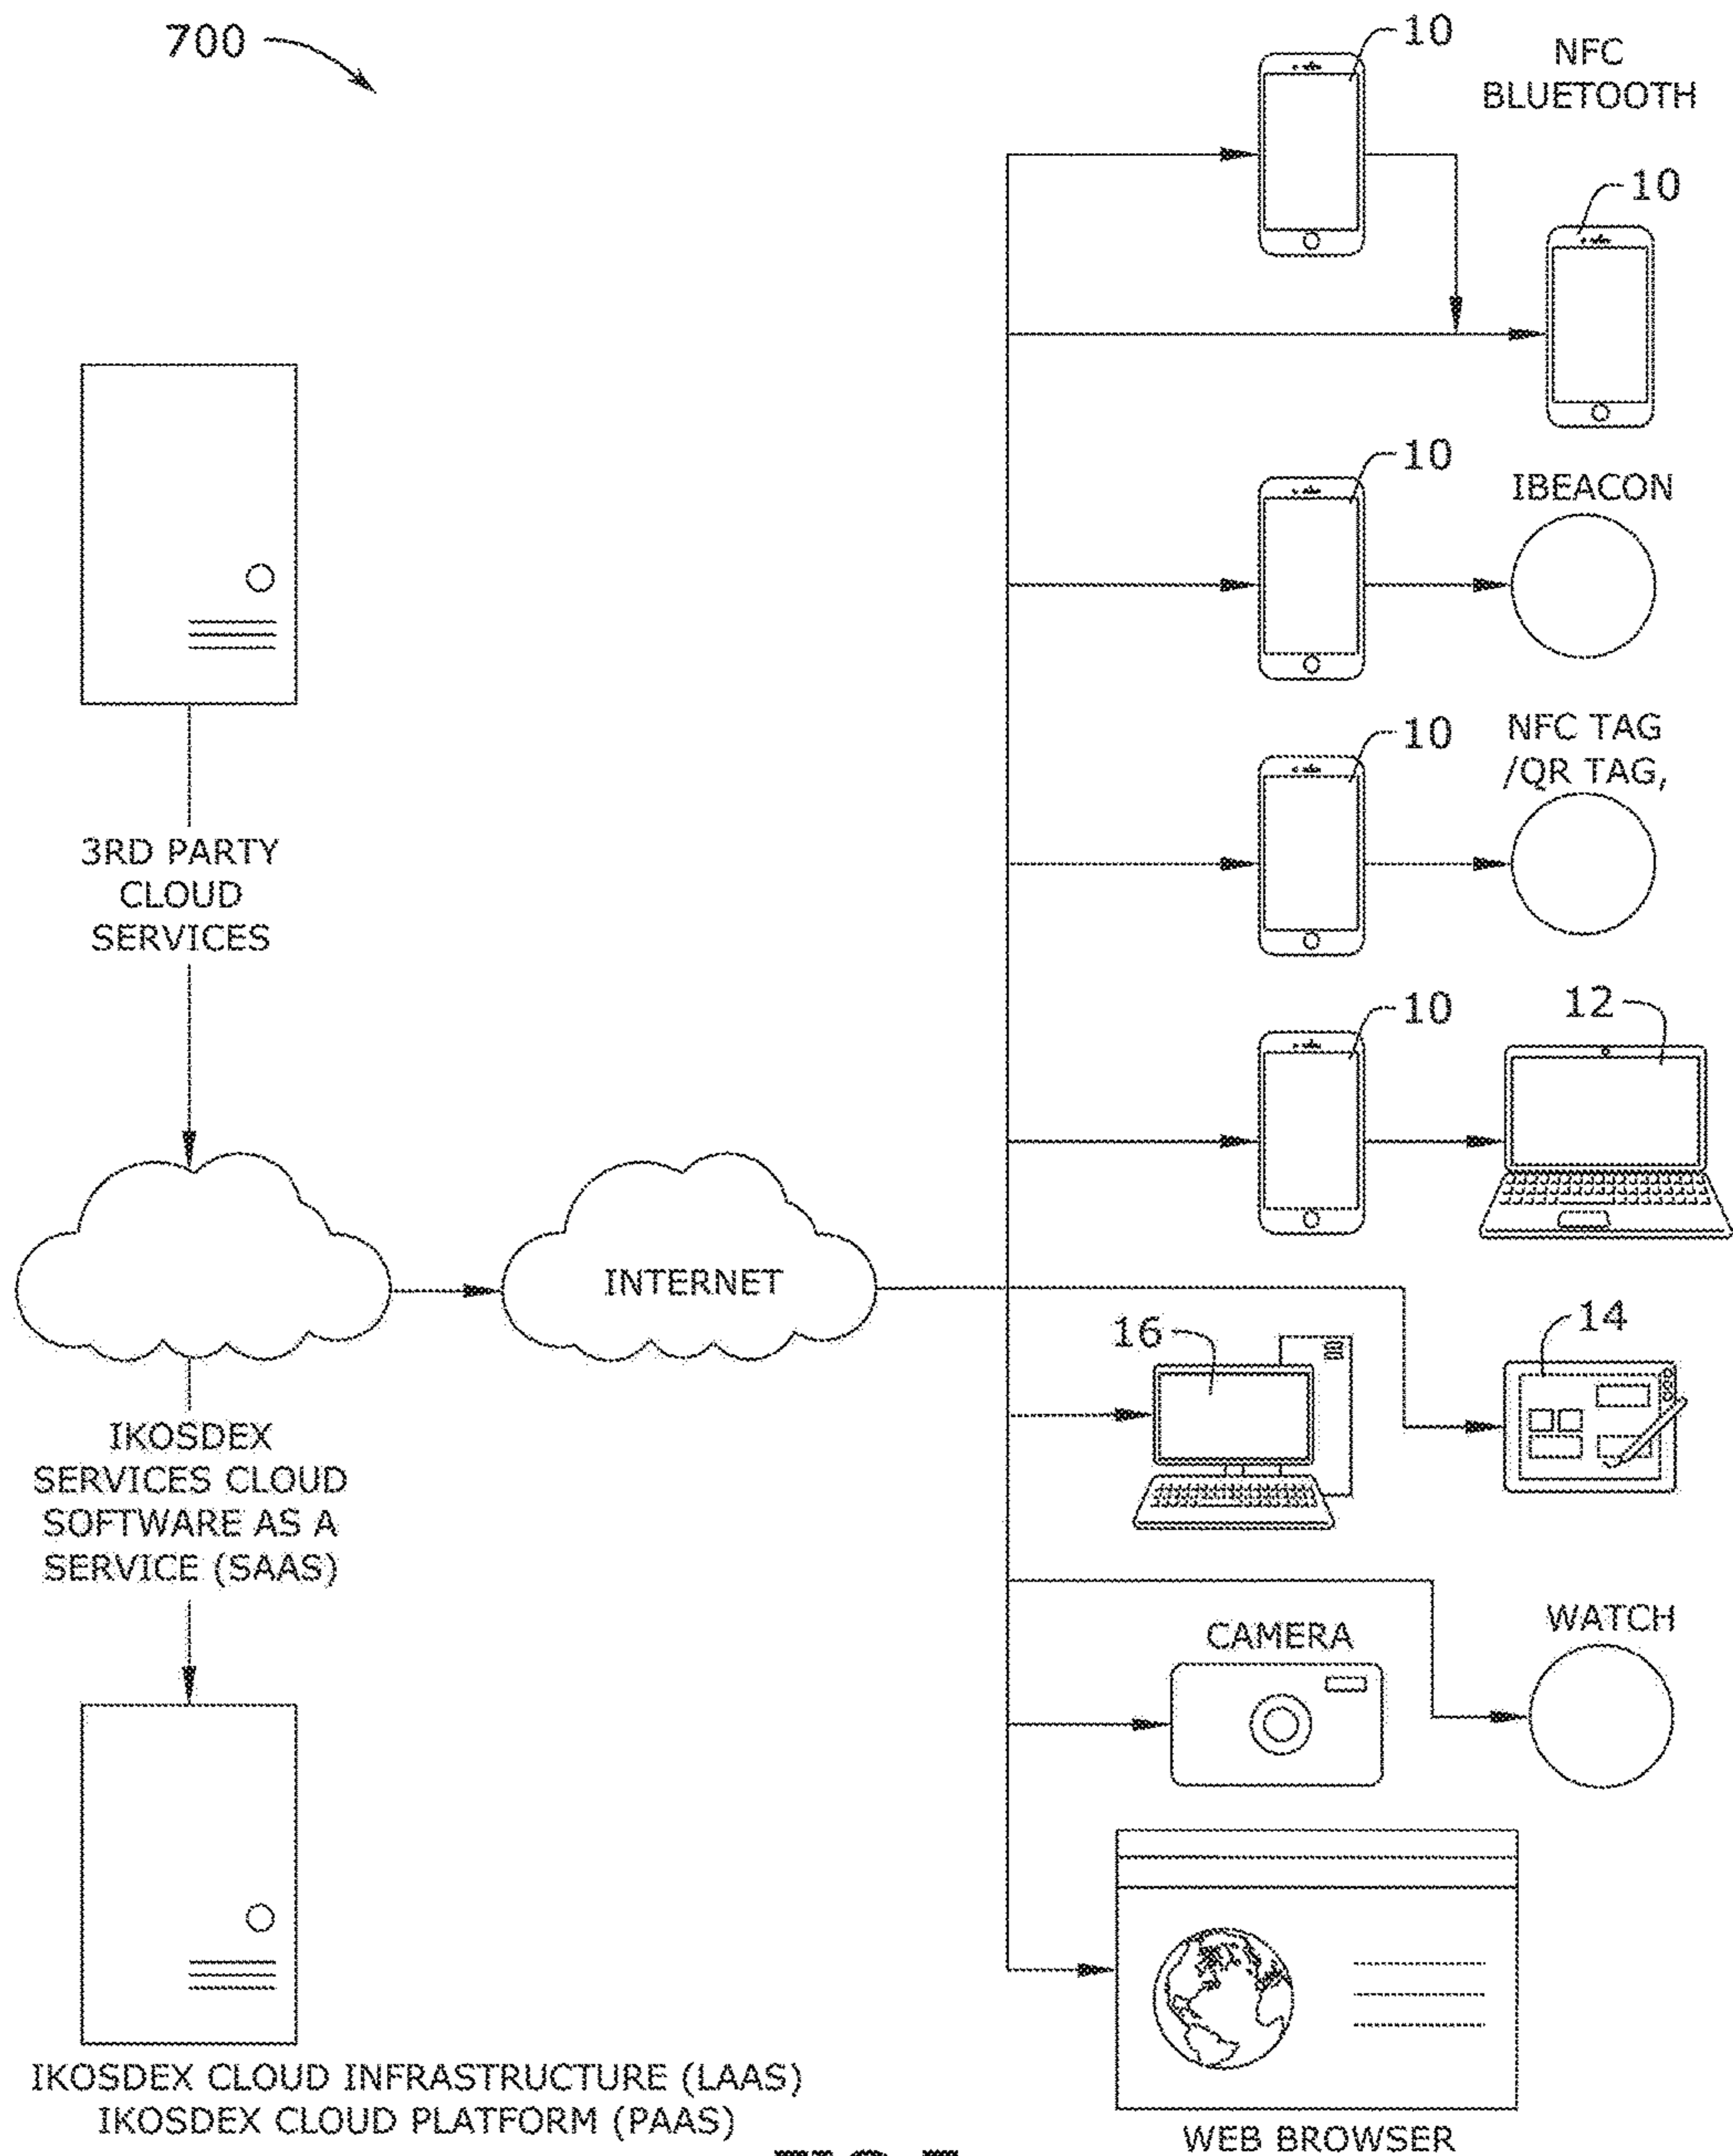 700
10
NFC
BLUETOOTH
10
10
IBEACON
10
NFC TAG
/QR TAG,
3RD PARTY
CLOUD
SERVICES
10
12
INTERNET
16
14
IKOSDEX
SERVICES CLOUD
SOFTWARE AS A
SERVICE (SAAS)
CAMERA
WATCH
IKOSDEX CLOUD INFRASTRUCTURE (LAAS)
IKOSDEX CLOUD PLATFORM (PAAS)
WEB BROWSER